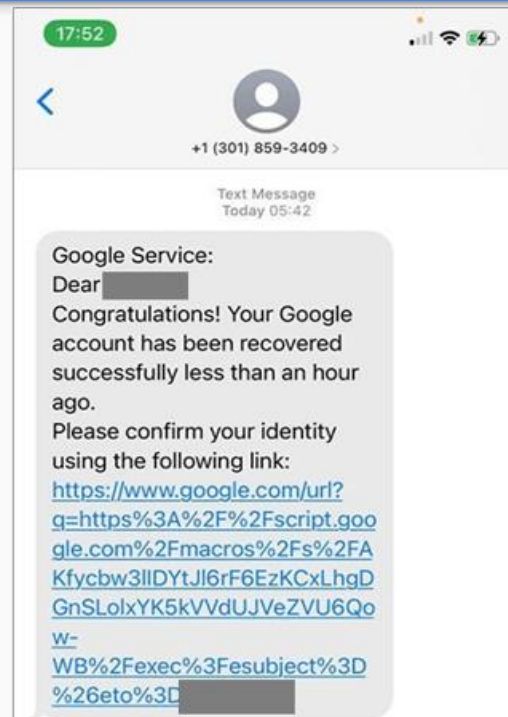 17:52
+1 (301) 859-3409 >
Text Message
Today 05:42
Google Service:
Dear
Congratulations! Your Google
account has been recovered
successfully less than an hour
ago.
Please confirm your identity
using the following link:
https://www.google.com/url?
q=https%3A%2F%2Fscript.goo
gle.com%2Fmacros%2Fs%2FA
Kfycbw3lIDYtJl6rF6EzKCxLhgD
GnSLolxYK5kVVdUJVeZVU6Qo
w-
WB%2Fexec%3Fesubject%3D
%26eto%3D